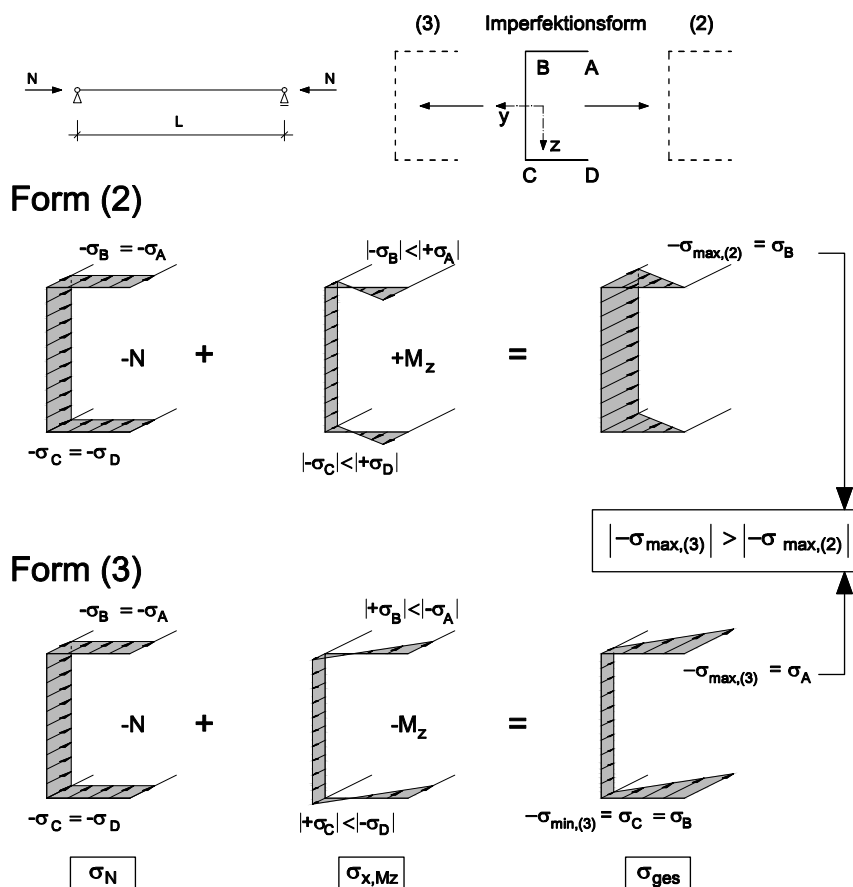 (3) Imperfektionsform (2)
N N
B A
L
y
z
C D
Form (2)
-σB = -σA
|-σB|<|+σA|
−σmax,(2) = σB
-N + +Mz =
-σC = -σD
|-σC|<|+σD|
|−σmax,(3)| > |−σ max,(2)|
Form (3)
-σB = -σA
|+σB|<|-σA|
−σmax,(3) = σA
-N + -Mz =
-σC = -σD
|+σC|<|-σD|
−σmin,(3) = σC = σB
σN
σx,Mz
σges